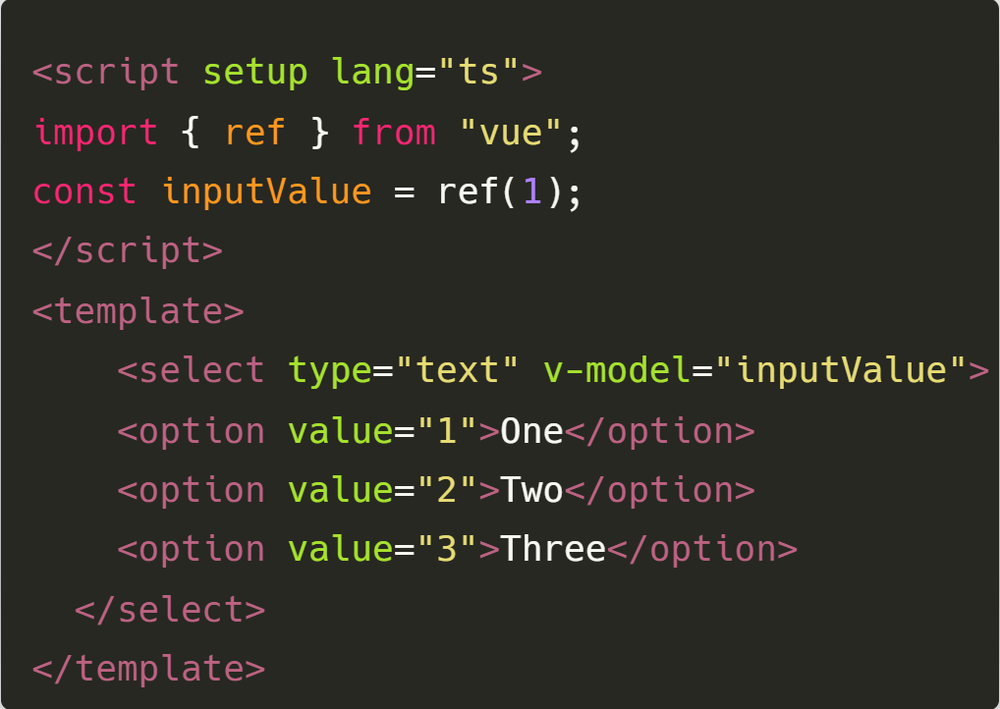 <script setup lang="ts">
import { ref } from "vue";
const inputValue = ref(1);
</script>
<template>
    <select type="text" v-model="inputValue">
    <option value="1">One</option>
    <option value="2">Two</option>
    <option value="3">Three</option>
  </select>
</template>